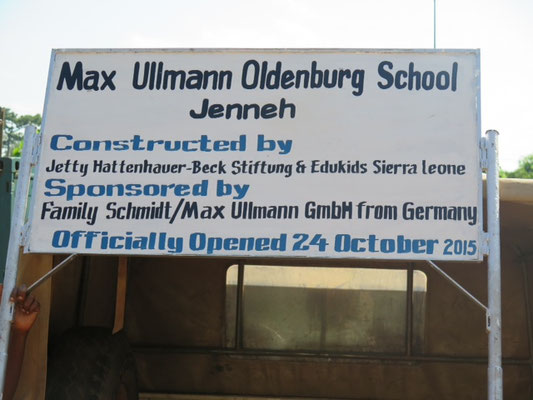 Max Ullmann Oldenburg School
Jenneh
Constructed by
Jetty Hattenhauer-Beck Stiftung & Edukids Sierra Leone
Sponsored by
Family Schmidt/Max Ullmann GmbH from Germany
Officially Opened 24 October 2015